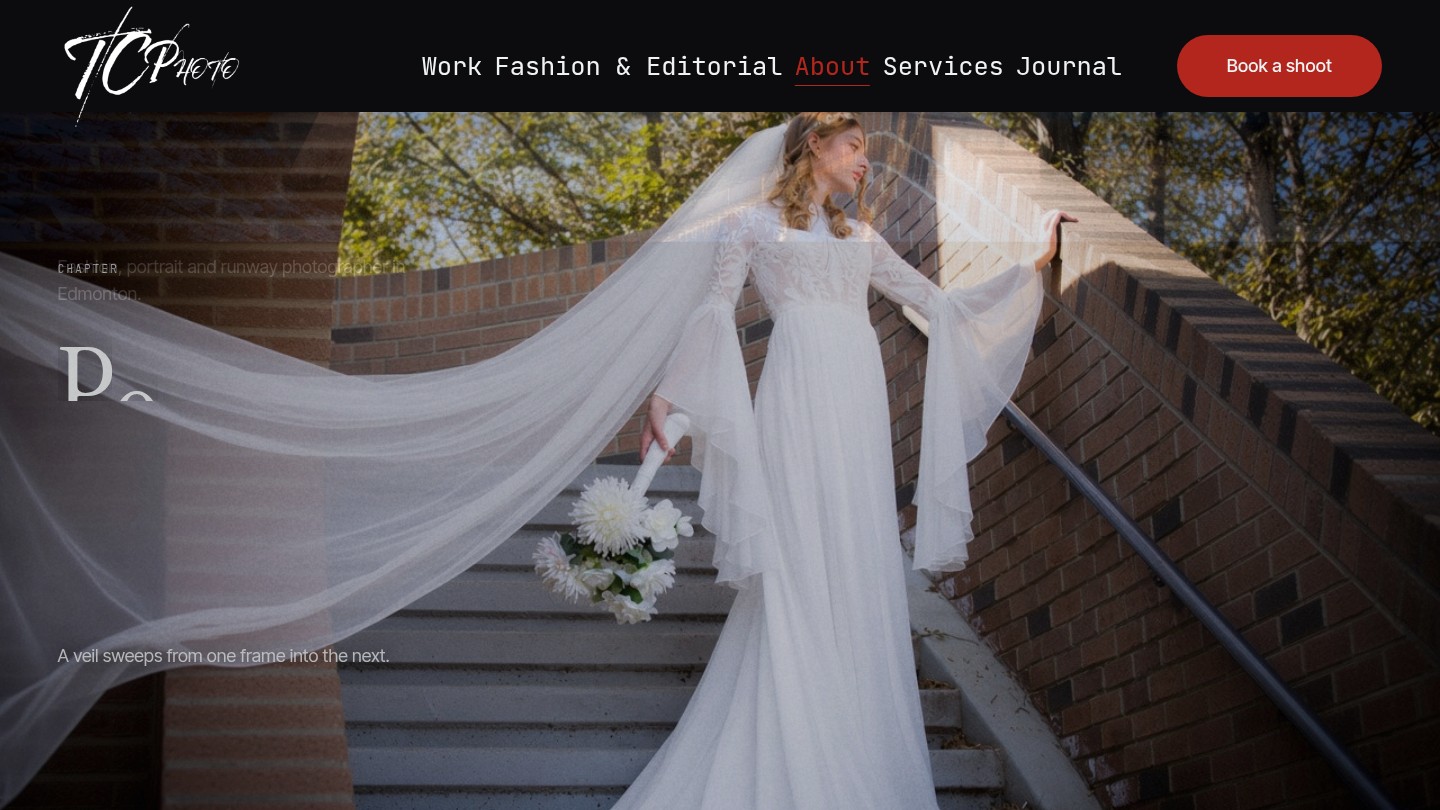 TCPHOTO
Work Fashion & Editorial About Services Journal
Book a shoot
CHAPTER
portrait and runway photographer in
Edmonton.
A veil sweeps from one frame into the next.